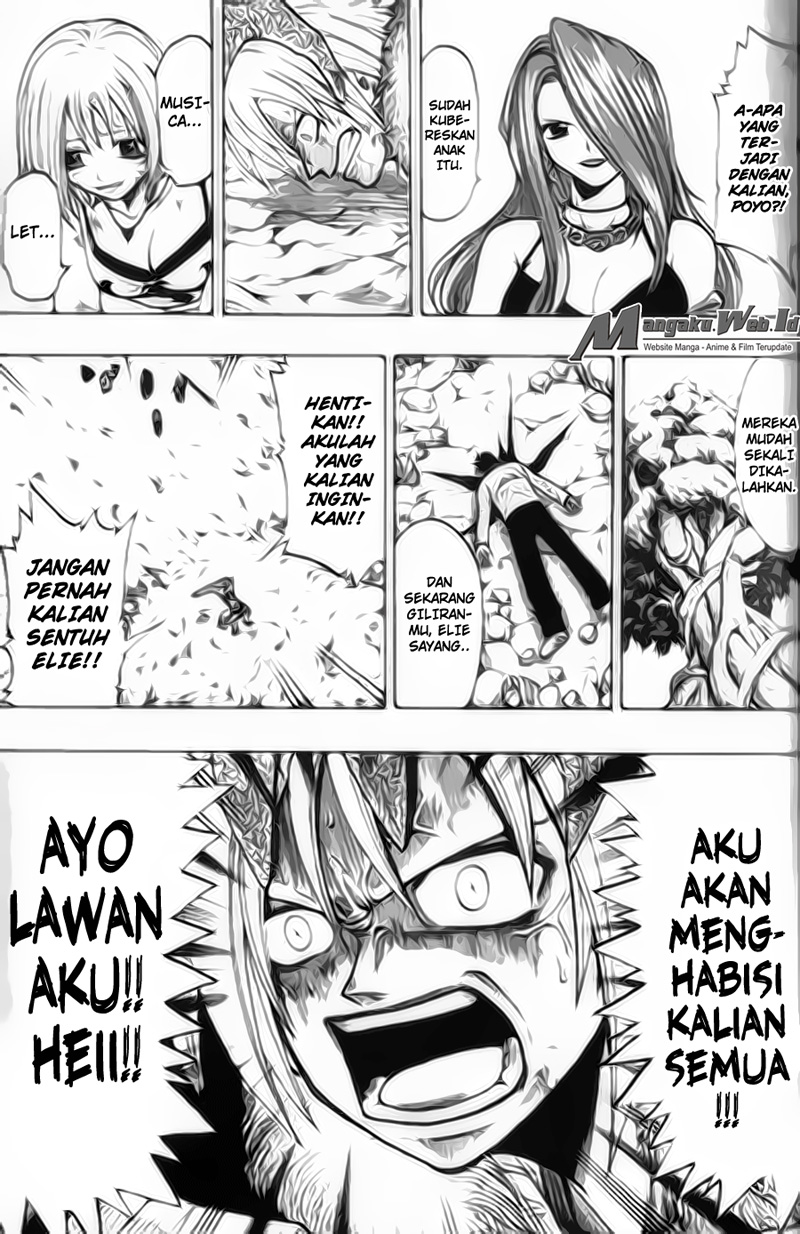 A-APA
YANG
TER-
JADI
DENGAN
KALIAN,
POYO?!
SUDAH
KUBE-
RESKAN
ANAK
ITU.
MUSI-
CA...
LET...
Mangaku.Web.Id
Website Manga - Anime & Film Terupdate
MEREKA
MUDAH
SEKALI
DIKA-
LAHKAN.
DAN
SEKARANG
GILIRAN-
MU, ELIE
SAYANG..
HENTI-
KAN!!
AKULAH
YANG
KALIAN
INGIN-
KAN!!
JANGAN
PERNAH
KALIAN
SENTUH
ELIE!!
AKU
AKAN
MENG-
HABISI
KALIAN
SEMUA
!!!
AYO
LAWAN
AKU!!
HEII!!